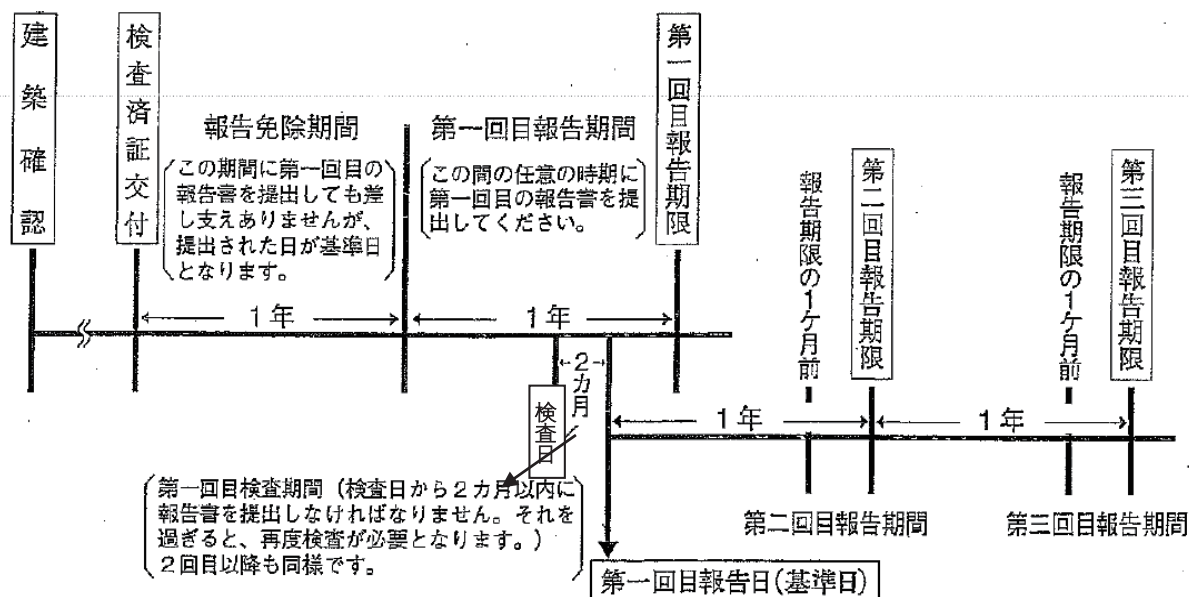 建築確認
検査済証交付
報告免除期間
この期間に第一回目の
報告書を提出しても差
し支えありませんが、
提出された日が基準日
となります。
第一回目報告期間
この間の任意の時期に
第一回目の報告書を提
出してください。
第一回目報告期限
報告期限の1ケ月前
第二回目報告期限
報告期限の1ケ月前
第三回目報告期限
1年
1年
2カ月
検査日
1年
1年
第一回目検査期間（検査日から2カ月以内に
報告書を提出しなければなりません。それを
過ぎると、再度検査が必要となります。）
2回目以降も同様です。
第二回目報告期間
第三回目報告期間
第一回目報告日(基準日)